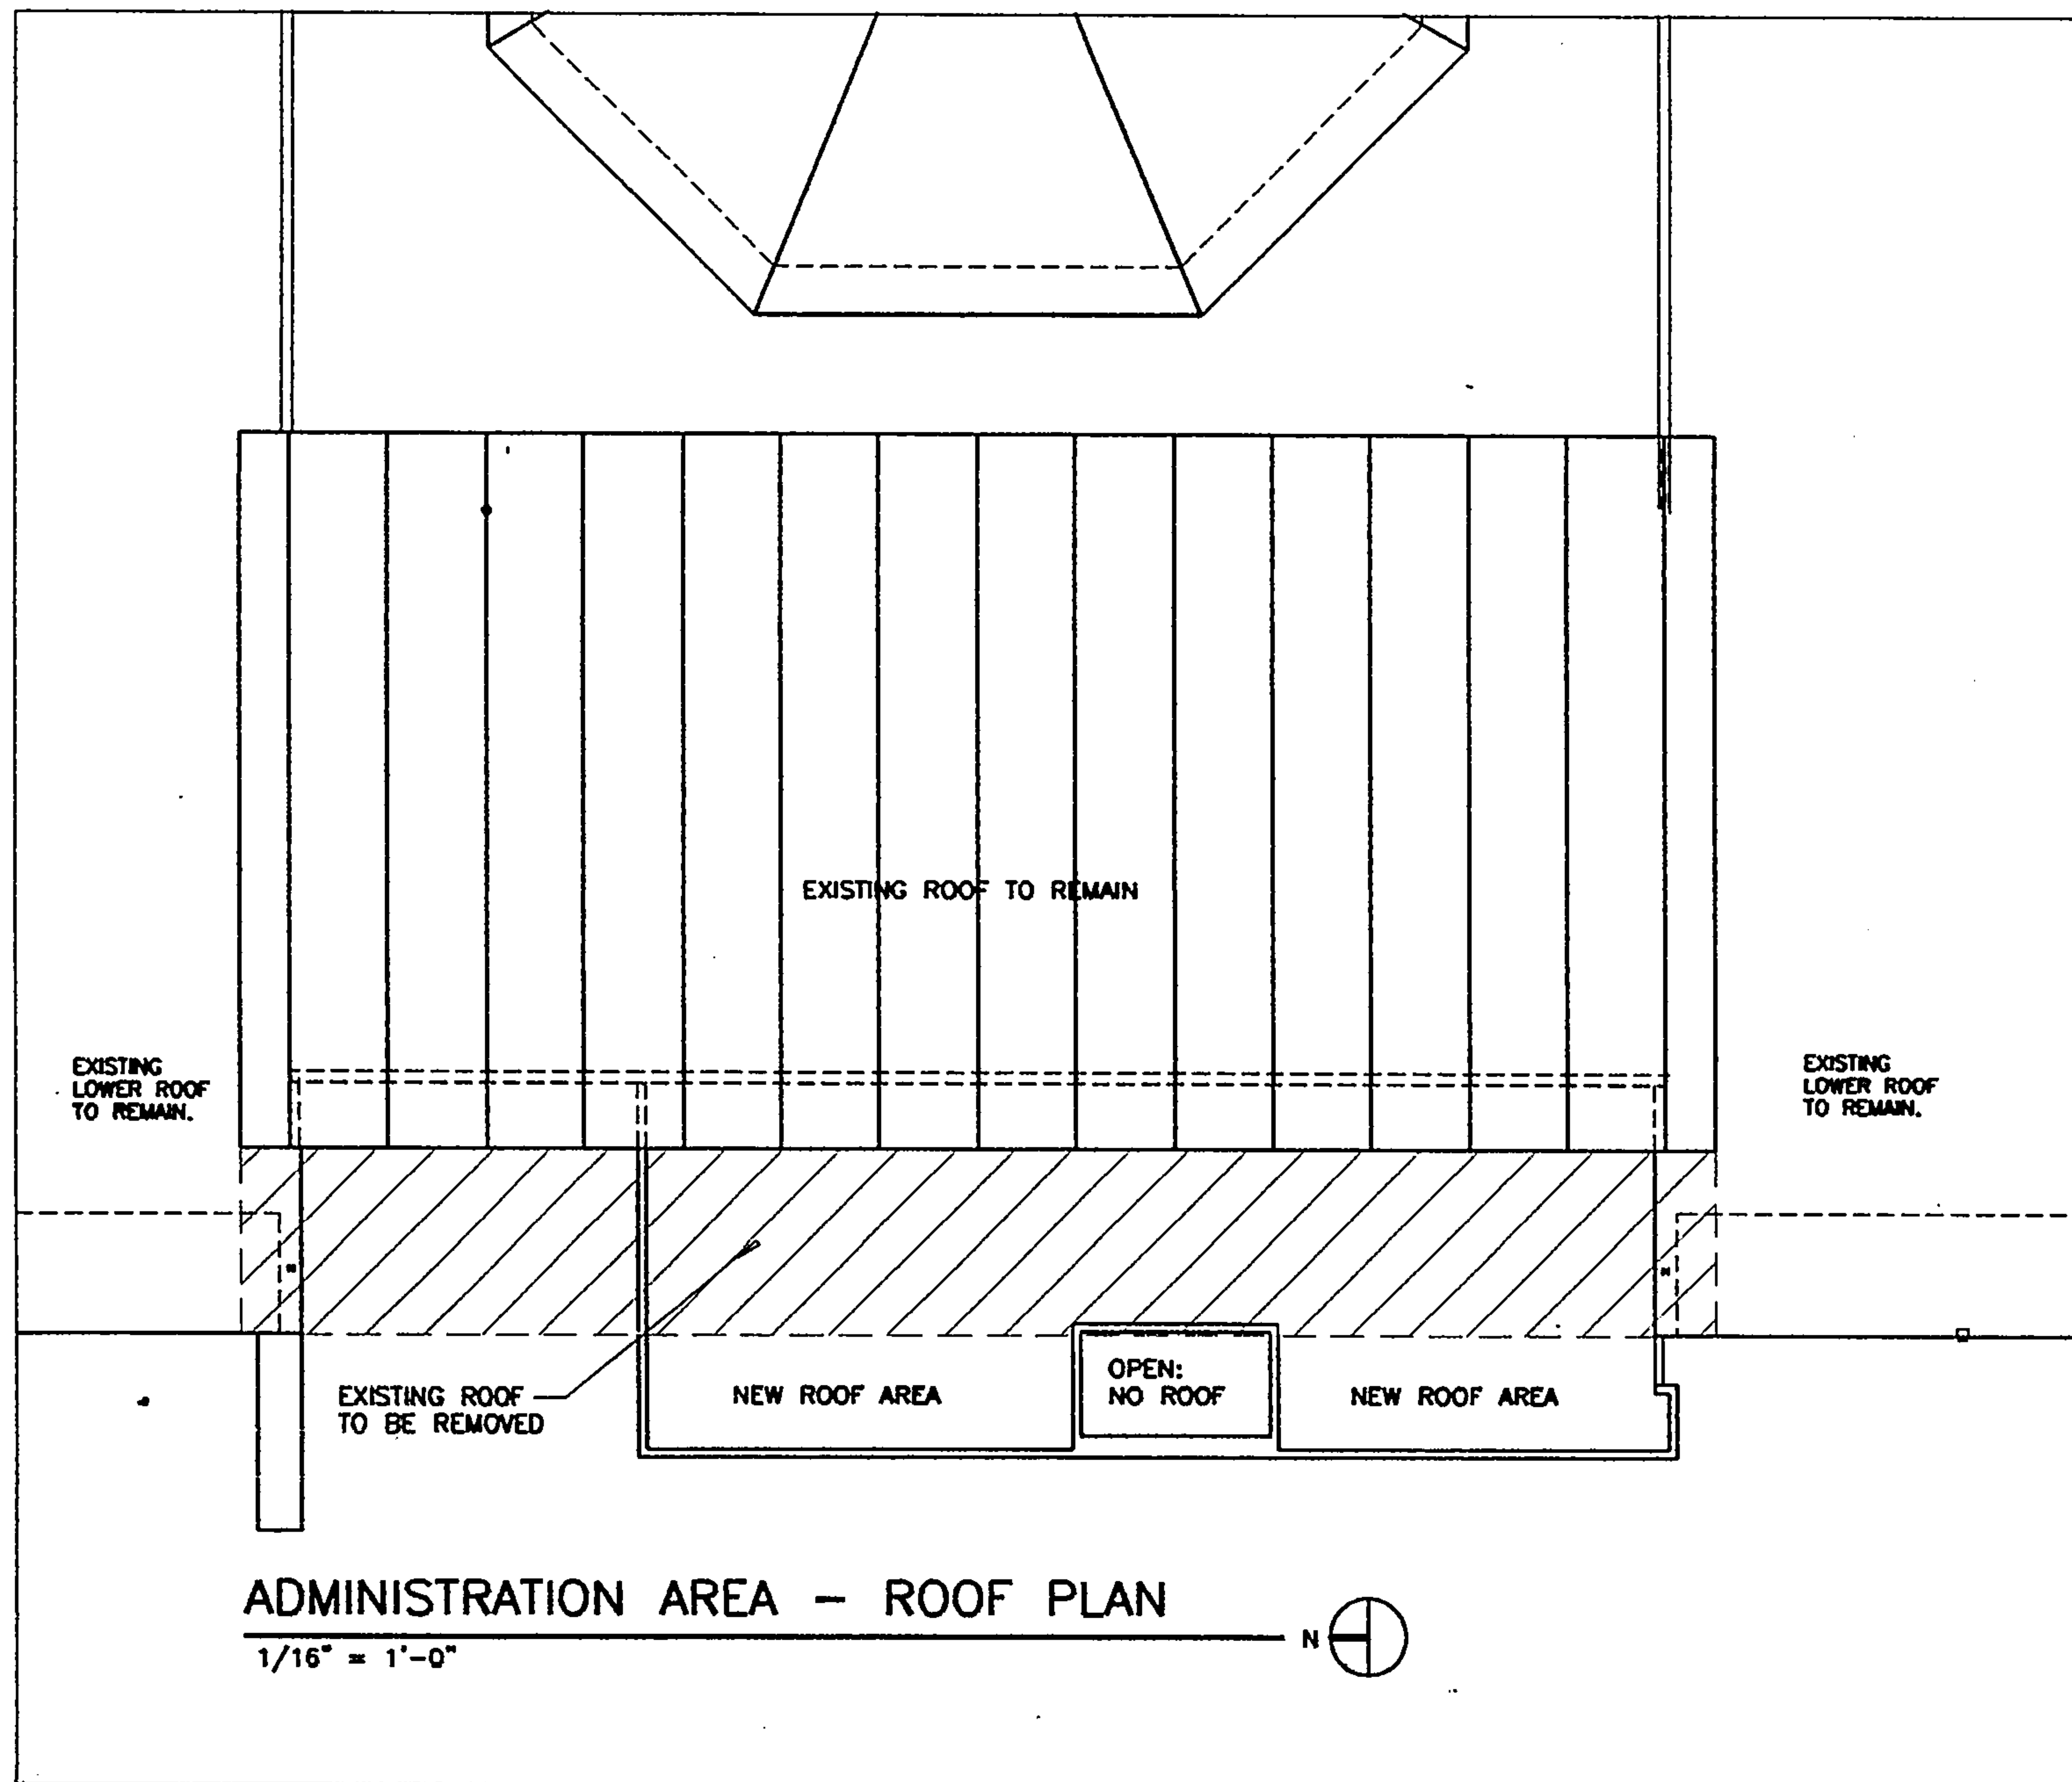 EXISTING ROOF TO REMAIN
EXISTING
LOWER ROOF
TO REMAIN.
EXISTING
LOWER ROOF
TO REMAIN.
EXISTING ROOF
TO BE REMOVED
NEW ROOF AREA
OPEN:
NO ROOF
NEW ROOF AREA
ADMINISTRATION AREA – ROOF PLAN
1/16" = 1'-0"
N